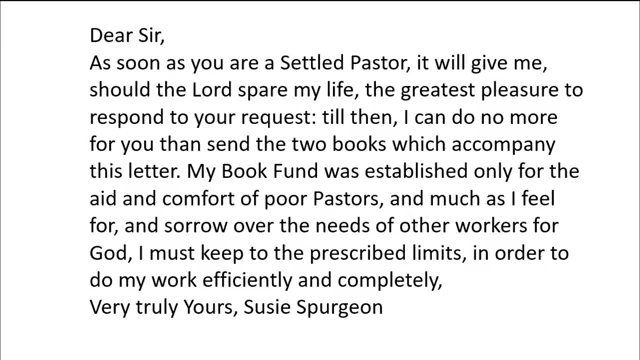 Dear Sir,
As soon as you are a Settled Pastor, it will give me,
should the Lord spare my life, the greatest pleasure to
respond to your request: till then, I can do no more
for you than send the two books which accompany
this letter. My Book Fund was established only for the
aid and comfort of poor Pastors, and much as I feel
for, and sorrow over the needs of other workers for
God, I must keep to the prescribed limits, in order to
do my work efficiently and completely,
Very truly Yours, Susie Spurgeon